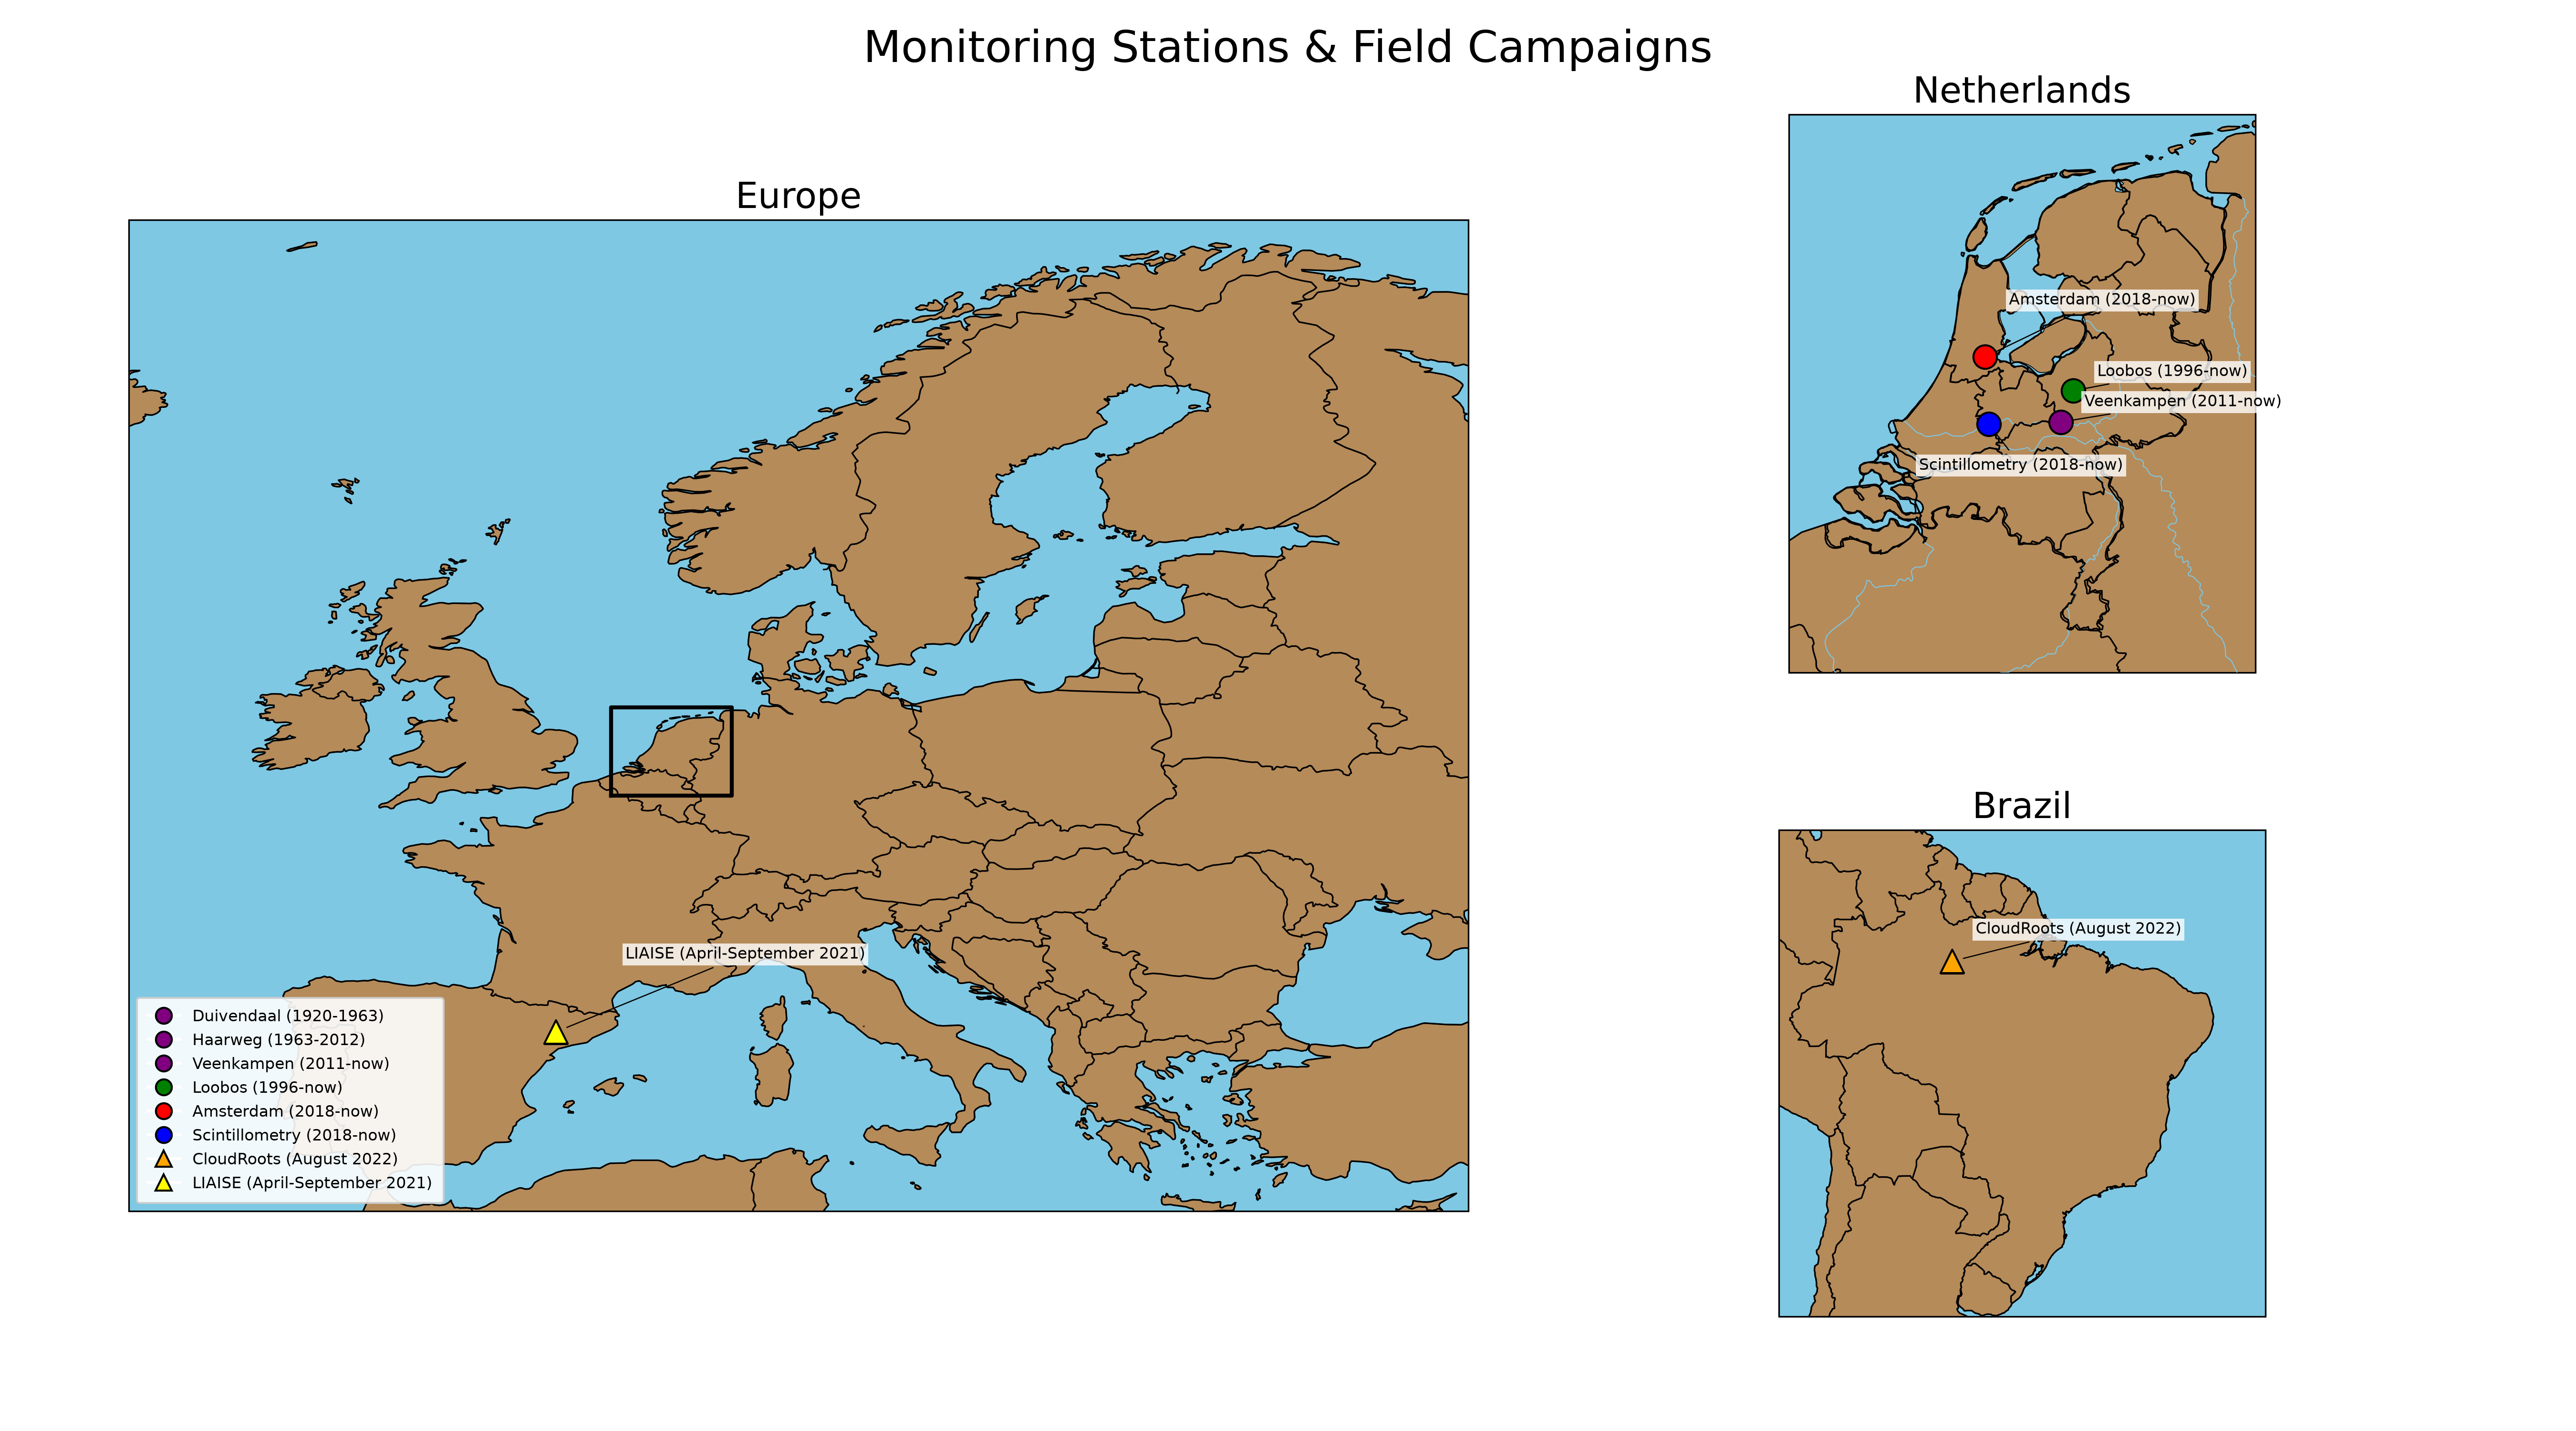 Monitoring Stations & Field Campaigns
Europe
LIAISE (April-September 2021)
Duivendaal (1920-1963)
Haarweg (1963-2012)
Veenkampen (2011-now)
Loobos (1996-now)
Amsterdam (2018-now)
Scintillometry (2018-now)
CloudRoots (August 2022)
LIAISE (April-September 2021)
Netherlands
Amsterdam (2018-now)
Loobos (1996-now)
Veenkampen (2011-now)
Scintillometry (2018-now)
Brazil
CloudRoots (August 2022)